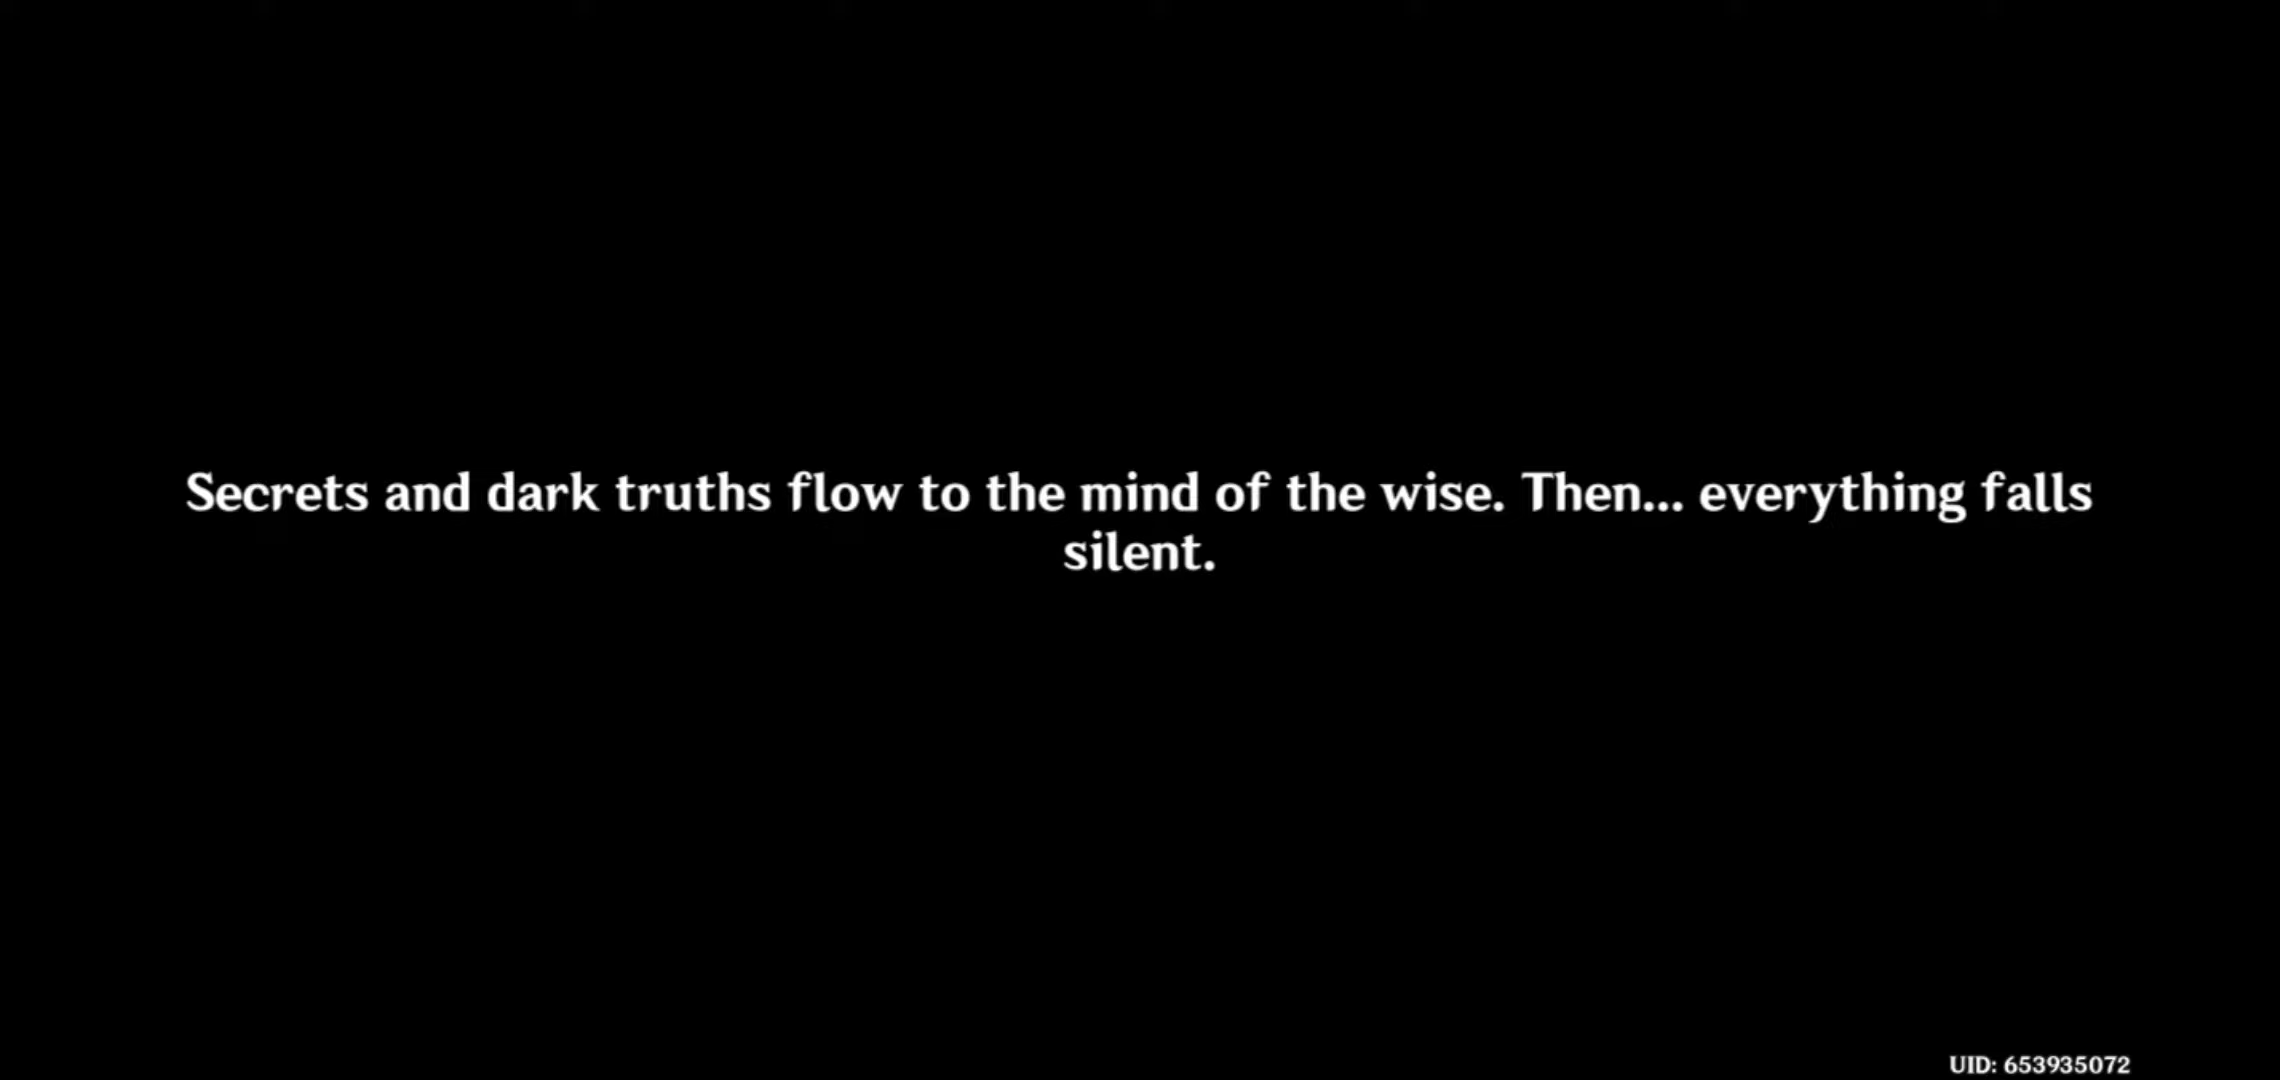 Secrets and dark truths flow to the mind of the wise. Then... everything falls
silent.
UID: 653935072